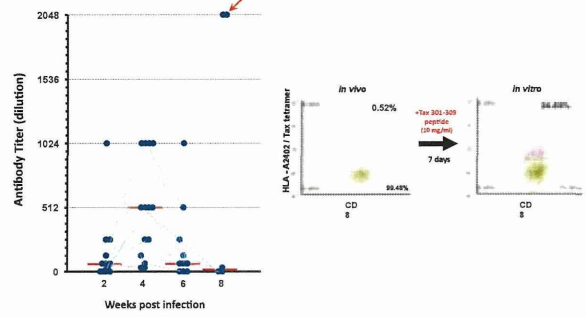 Antibody Titer (dilution)
2048
1536
1024
512
0
2
4
6
8
Weeks post infection
HLA - A2402 / Tax tetramer
in vivo
0.52%
99.48%
CD
8
+Tax 301-309
peptide
(10 mg/ml)
7 days
in vitro
CD
8